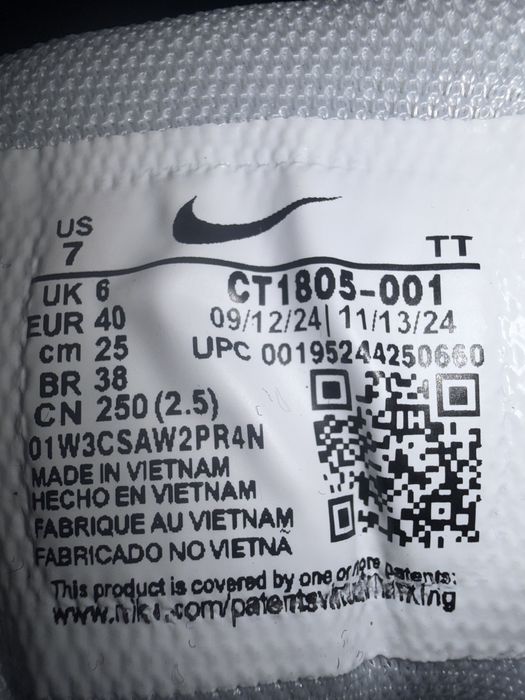 US
7
TT
UK 6
CT1805-001
EUR 40
09/12/24| 11/13/24
cm 25
UPC 00195244250660
BR 38
CN 250 (2.5)
01W3CSAW2PR4N
MADE IN VIETNAM
HECHO EN VIETNAM
FABRIQUE AU VIETNAM
FABRICADO NO VIETNÃ
This product is covered by one or more patents: